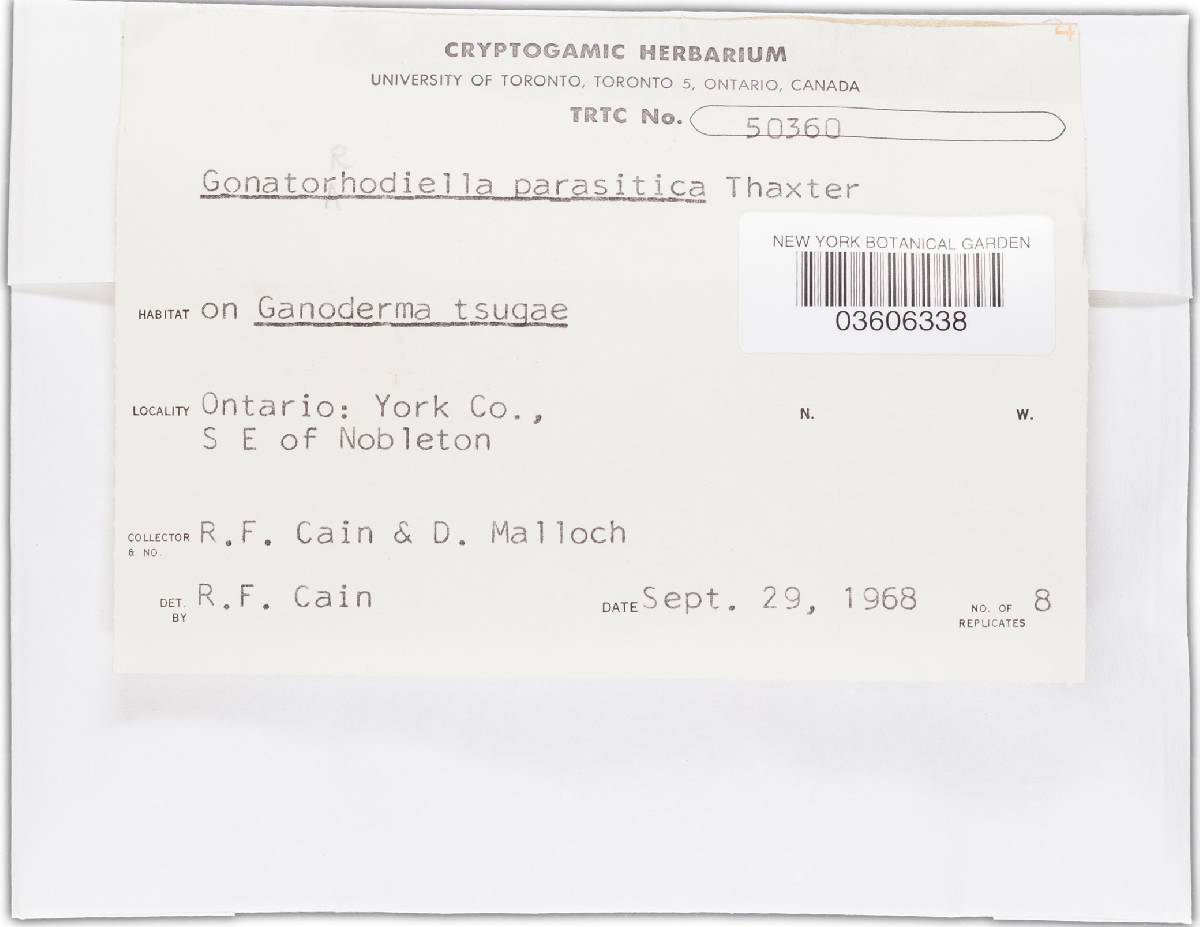 CRYPTOGAMIC HERBARIUM
UNIVERSITY OF TORONTO, TORONTO 5, ONTARIO, CANADA
TRTC No. 50360
R
Gonatorhodiella parasitica Thaxter
NEW YORK BOTANICAL GARDEN
03606338
HABITAT on Ganoderma tsugae
LOCALITY Ontario: York Co., N. W.
S E of Nobleton
COLLECTOR & NO. R.F. Cain & D. Malloch
DET. BY R.F. Cain DATE Sept. 29, 1968 NO. OF REPLICATES 8